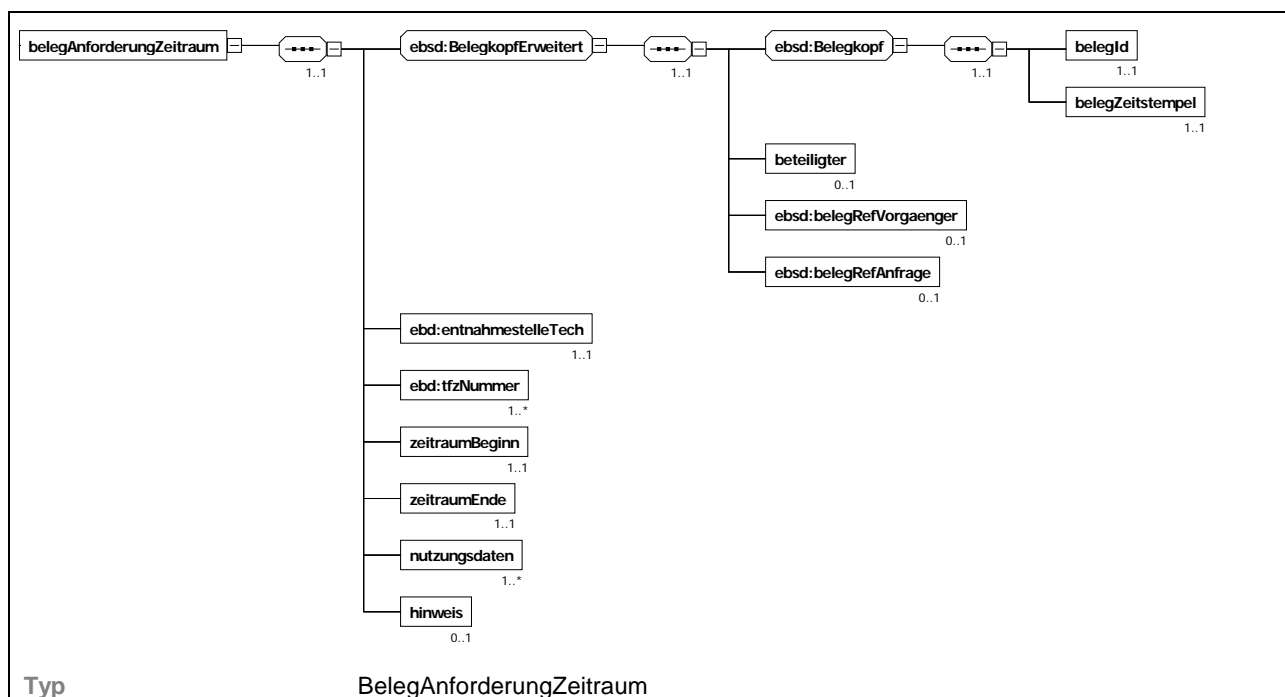 belegAnforderungZeitraum
1..1
ebsd:BelegkopfErweitert
1..1
ebsd:Belegkopf
1..1
belegId
1..1
belegZeitstempel
1..1
beteiligter
0..1
ebsd:belegRefVorgaenger
0..1
ebsd:belegRefAnfrage
0..1
ebd:entnahmestelleTech
1..1
ebd:tfzNummer
1..*
zeitraumBeginn
1..1
zeitraumEnde
1..1
nutzungsdaten
1..*
hinweis
0..1
Typ BelegAnforderungZeitraum